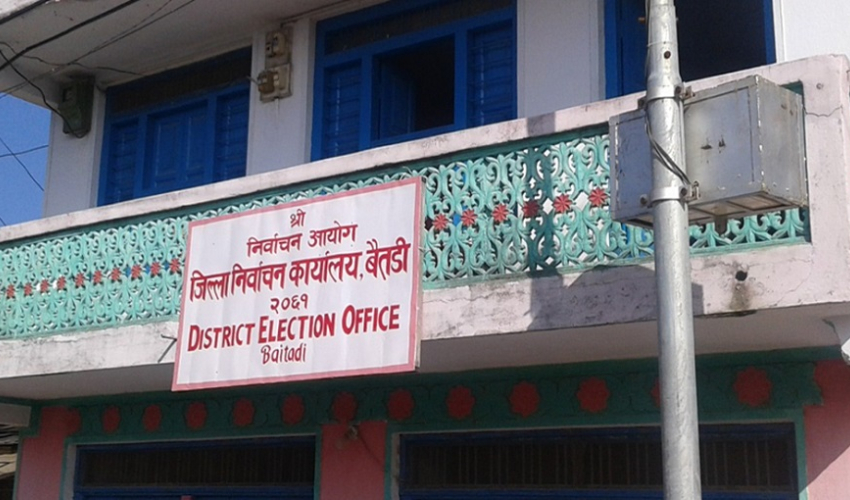 श्री
निर्वाचन आयोग
जिल्ला निर्वाचन कार्यालय, बैतडी
२०६१
DISTRICT ELECTION OFFICE
Baitadi